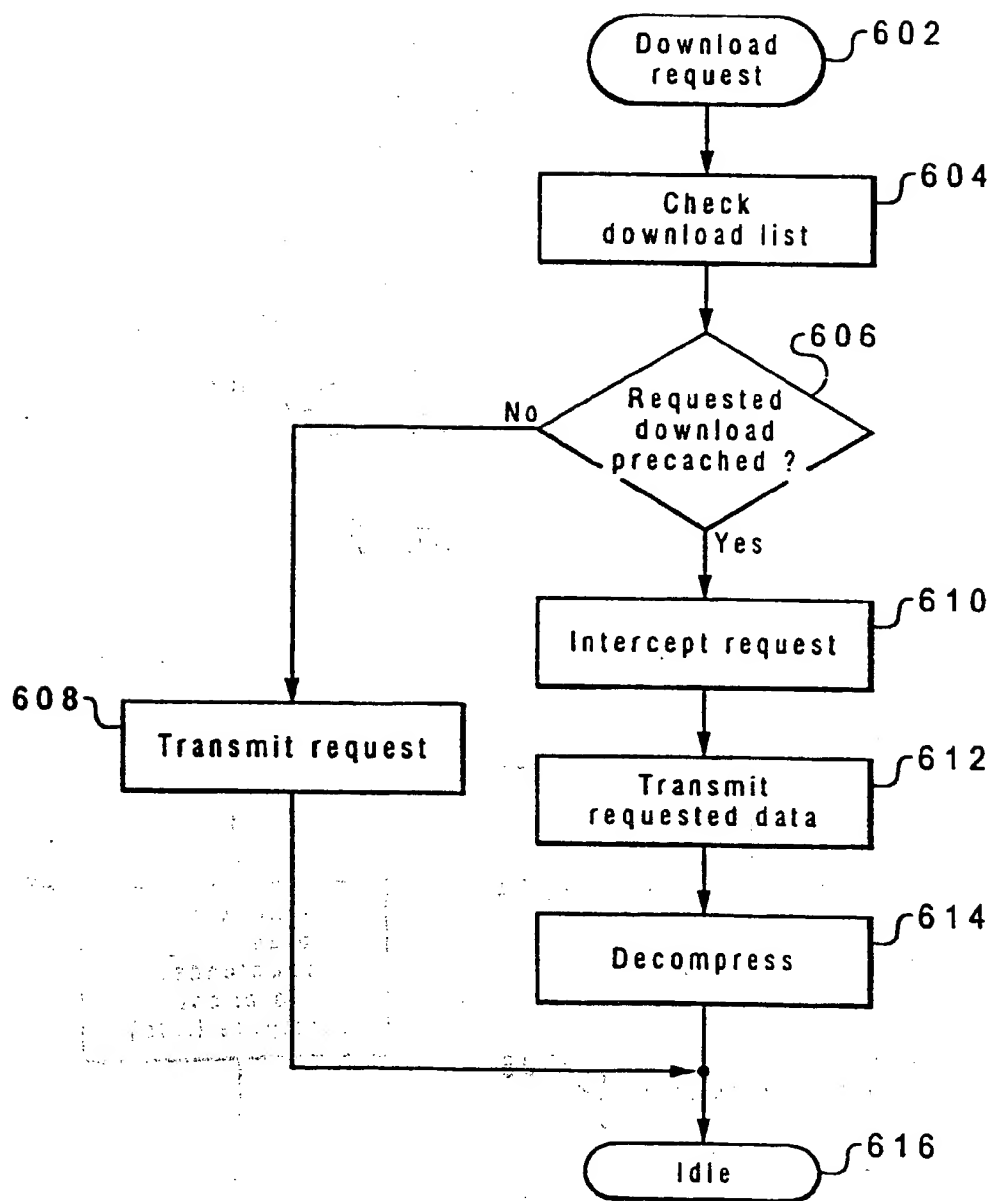 Download
request
602
Check
download list
604
Requested
download
precached ?
606
No
Yes
Intercept request
610
608
Transmit request
Transmit
requested data
612
Decompress
614
Idle
616